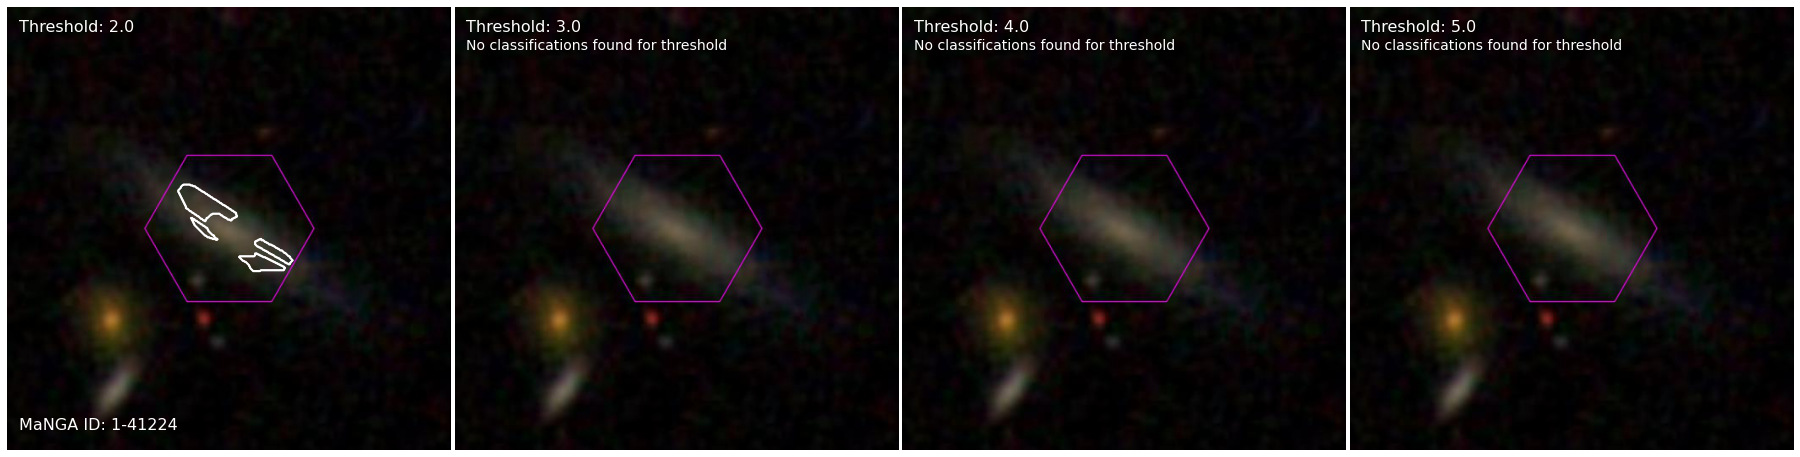 Threshold: 2.0
MaNGA ID: 1-41224
Threshold: 3.0
No classifications found for threshold
Threshold: 4.0
No classifications found for threshold
Threshold: 5.0
No classifications found for threshold